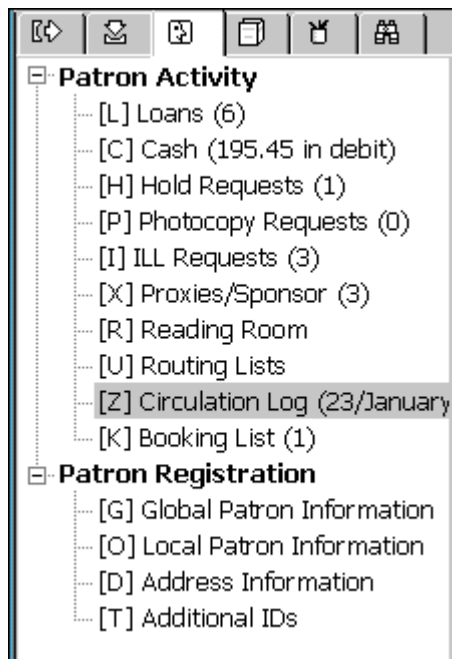 Patron Activity
[L] Loans (6)
[C] Cash (195.45 in debit)
[H] Hold Requests (1)
[P] Photocopy Requests (0)
[I] ILL Requests (3)
[X] Proxies/Sponsor (3)
[R] Reading Room
[U] Routing Lists
[Z] Circulation Log (23/January
[K] Booking List (1)
Patron Registration
[G] Global Patron Information
[O] Local Patron Information
[D] Address Information
[T] Additional IDs